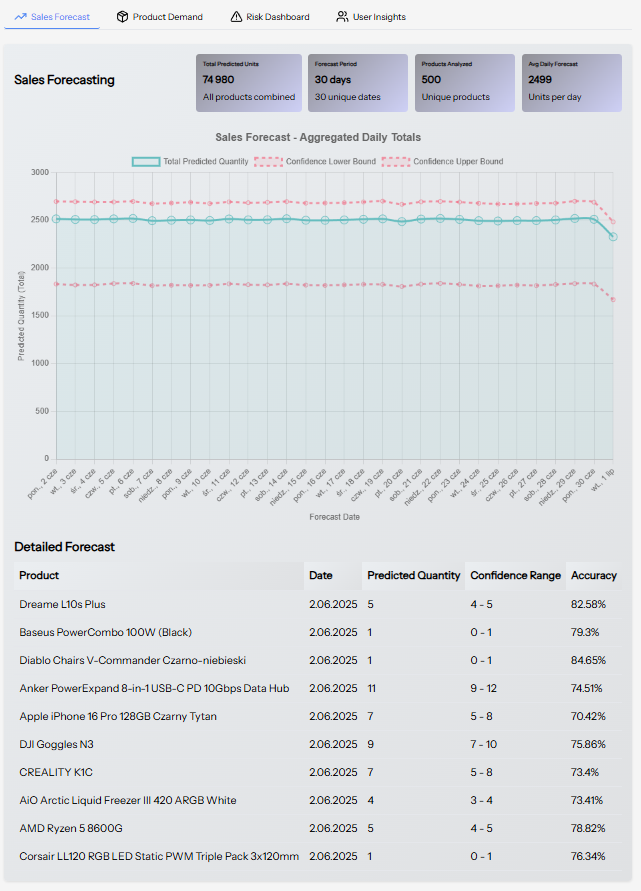 Sales Forecast Product Demand Risk Dashboard User Insights
Sales Forecasting
Total Predicted Units
74 980
All products combined
Forecast Period
30 days
30 unique dates
Products Analyzed
500
Unique products
Avg Daily Forecast
2499
Units per day
Sales Forecast - Aggregated Daily Totals
Total Predicted Quantity Confidence Lower Bound Confidence Upper Bound
Predicted Quantity (Total)
3000
2500
2000
1500
1000
500
0
pon., 2 cze
wt., 3 cze
śr., 4 cze
czw., 5 cze
pt., 6 cze
sob., 7 cze
niedz., 8 cze
pon., 9 cze
wt., 10 cze
śr., 11 cze
czw., 12 cze
pt., 13 cze
sob., 14 cze
niedz., 15 cze
pon., 16 cze
wt., 17 cze
śr., 18 cze
czw., 19 cze
pt., 20 cze
sob., 21 cze
niedz., 22 cze
pon., 23 cze
wt., 24 cze
śr., 25 cze
czw., 26 cze
pt., 27 cze
sob., 28 cze
niedz., 29 cze
pon., 30 cze
wt., 1 lip
Forecast Date
Detailed Forecast
Product Date Predicted Quantity Confidence Range Accuracy
Dreame L10s Plus 2.06.2025 5 4 - 5 82.58%
Baseus PowerCombo 100W (Black) 2.06.2025 1 0 - 1 79.3%
Diablo Chairs V-Commander Czarno-niebieski 2.06.2025 1 0 - 1 84.65%
Anker PowerExpand 8-in-1 USB-C PD 10Gbps Data Hub 2.06.2025 11 9 - 12 74.51%
Apple iPhone 16 Pro 128GB Czarny Tytan 2.06.2025 7 5 - 8 70.42%
DJI Goggles N3 2.06.2025 9 7 - 10 75.86%
CREALITY K1C 2.06.2025 7 5 - 8 73.4%
AiO Arctic Liquid Freezer III 420 ARGB White 2.06.2025 4 3 - 4 73.41%
AMD Ryzen 5 8600G 2.06.2025 5 4 - 5 78.82%
Corsair LL120 RGB LED Static PWM Triple Pack 3x120mm 2.06.2025 1 0 - 1 76.34%